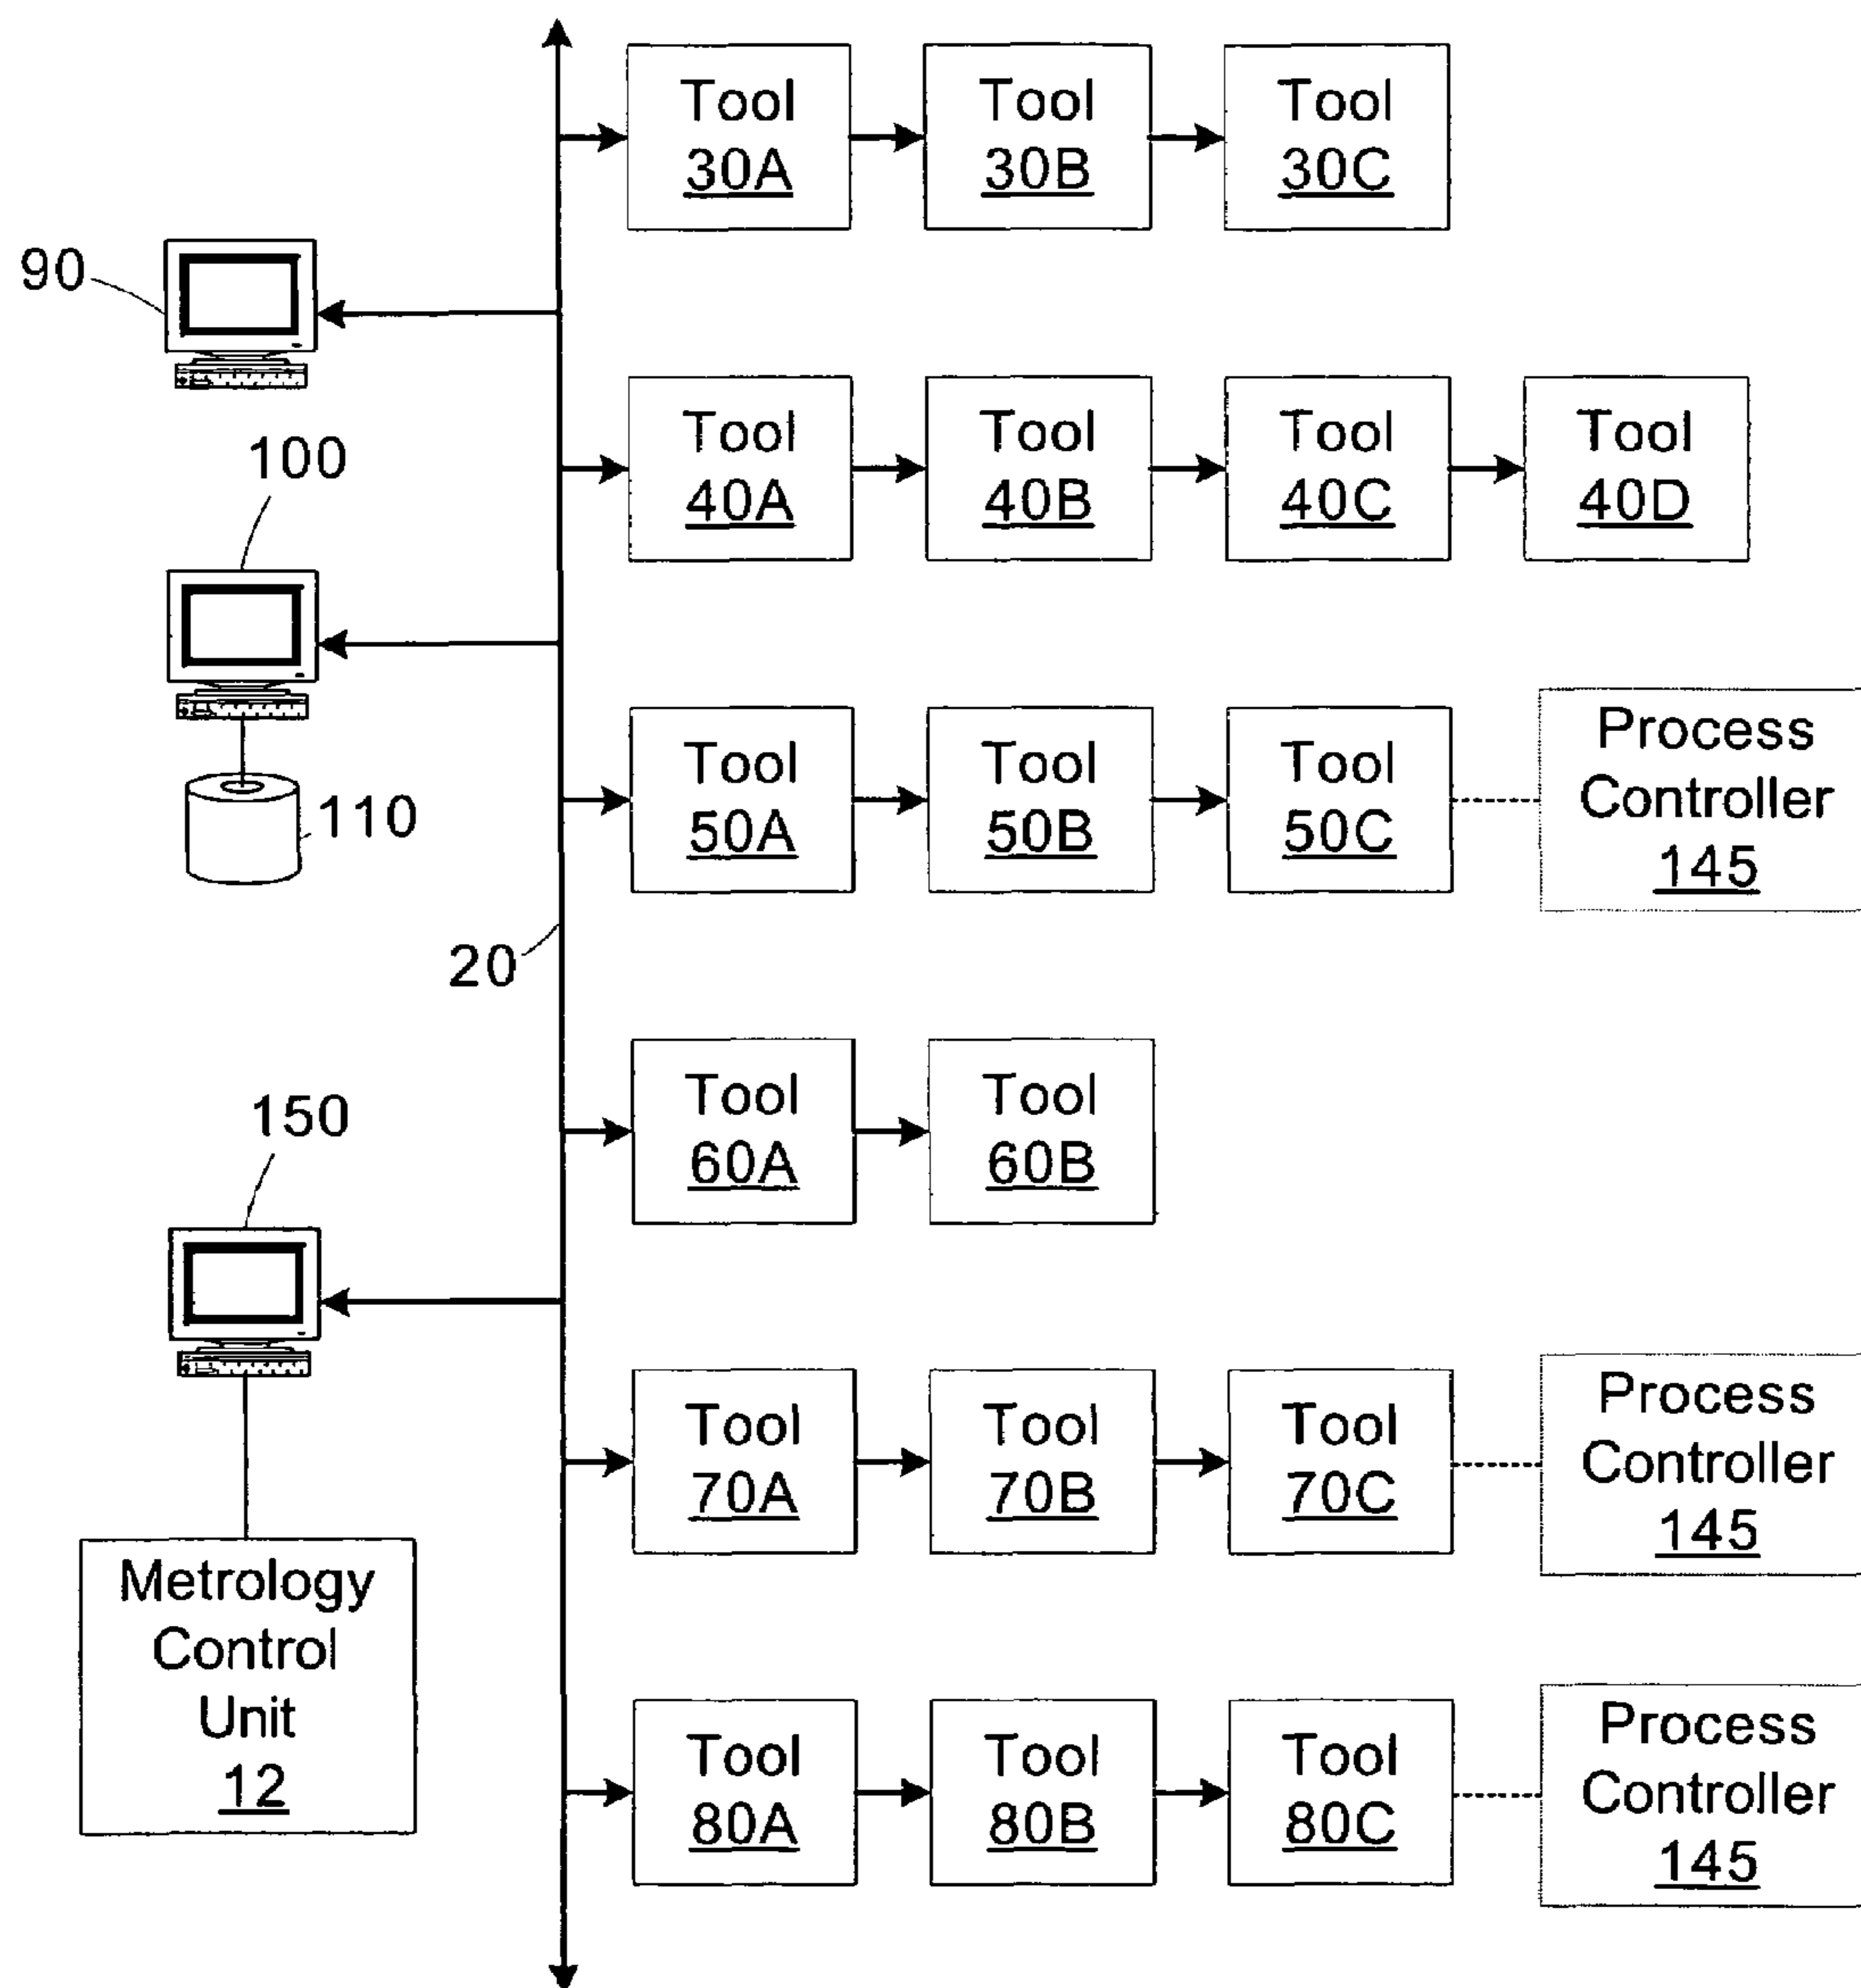 Tool
30A
Tool
30B
Tool
30C
90
Tool
40A
Tool
40B
Tool
40C
Tool
40D
100
110
Tool
50A
Tool
50B
Tool
50C
Process
Controller
145
20
Tool
60A
Tool
60B
150
Tool
70A
Tool
70B
Tool
70C
Process
Controller
145
Metrology
Control
Unit
12
Tool
80A
Tool
80B
Tool
80C
Process
Controller
145